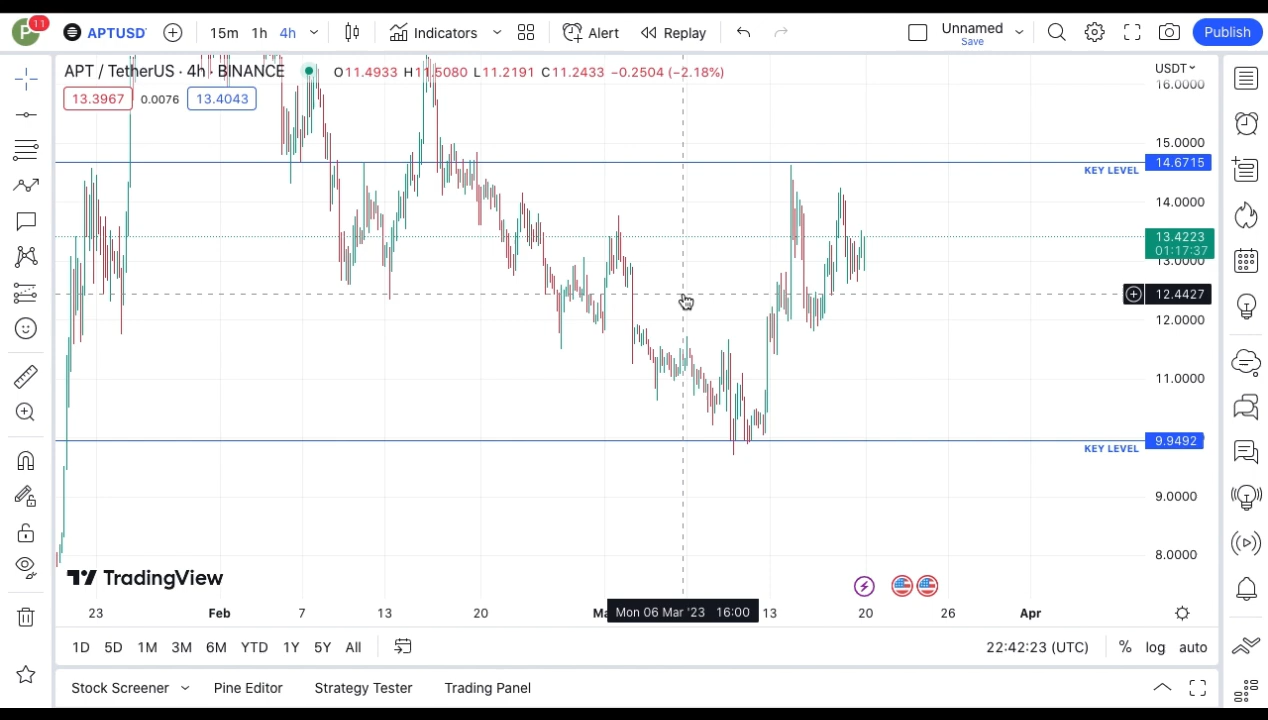 P 11 APTUSD 15m 1h 4h Indicators Alert Replay Unnamed Publish
Save
APT / TetherUS · 4h · BINANCE O11.4933 H11.5080 L11.2191 C11.2433 −0.2504 (−2.18%) USDT
13.3967 0.0076 13.4043
16.0000
15.0000
14.6715
KEY LEVEL
14.0000
13.4223
01:17:37
13.0000
12.4427
12.0000
11.0000
9.9492
KEY LEVEL
9.0000
8.0000
TradingView
23 Feb 7 13 20 Mon 06 Mar '23 16:00 13 20 26 Apr
1D 5D 1M 3M 6M YTD 1Y 5Y All 22:42:23 (UTC) % log auto
Stock Screener Pine Editor Strategy Tester Trading Panel